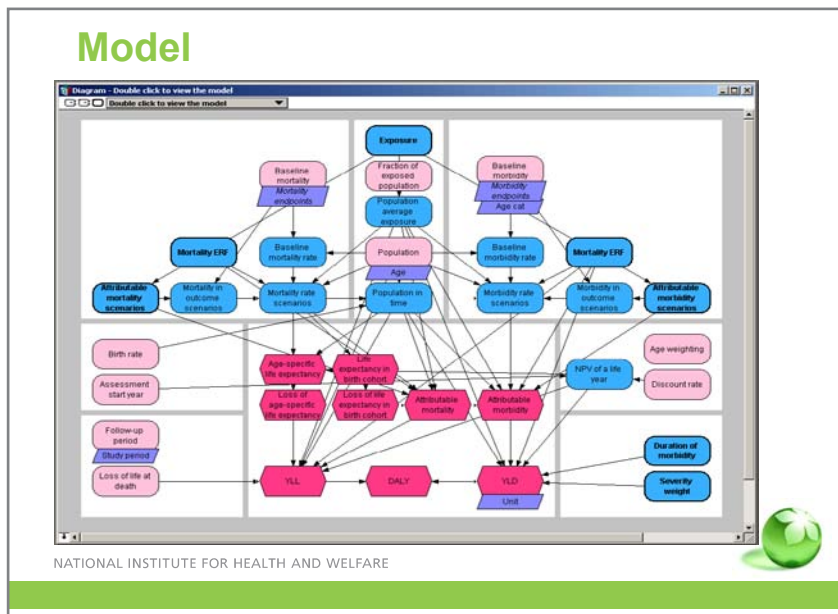 Model
Diagram - Double click to view the model
Double click to view the model
Exposure
Baseline
mortality
Mortality
endpoints
Fraction of
exposed
population
Baseline
morbidity
Morbidity
endpoints
Age cat
Population
average
exposure
Mortality ERF
Baseline
mortality rate
Population
Age
Baseline
morbidity rate
Mortality ERF
Attributable
mortality
scenarios
Mortality in
outcome
scenarios
Mortality rate
scenarios
Population in
time
Morbidity rate
scenarios
Morbidity in
outcome
scenarios
Attributable
morbidity
scenarios
Birth rate
Age-specific
life expectancy
Life
expectancy in
birth cohort
NPV of a life
year
Age weighting
Assessment
start year
Loss of
age-specific
life expectancy
Loss of life
expectancy in
birth cohort
Attributable
mortality
Attributable
morbidity
Discount rate
Follow-up
period
Study period
Duration of
morbidity
Loss of life at
death
YLL
DALY
YLD
Unit
Severity
weight
NATIONAL INSTITUTE FOR HEALTH AND WELFARE